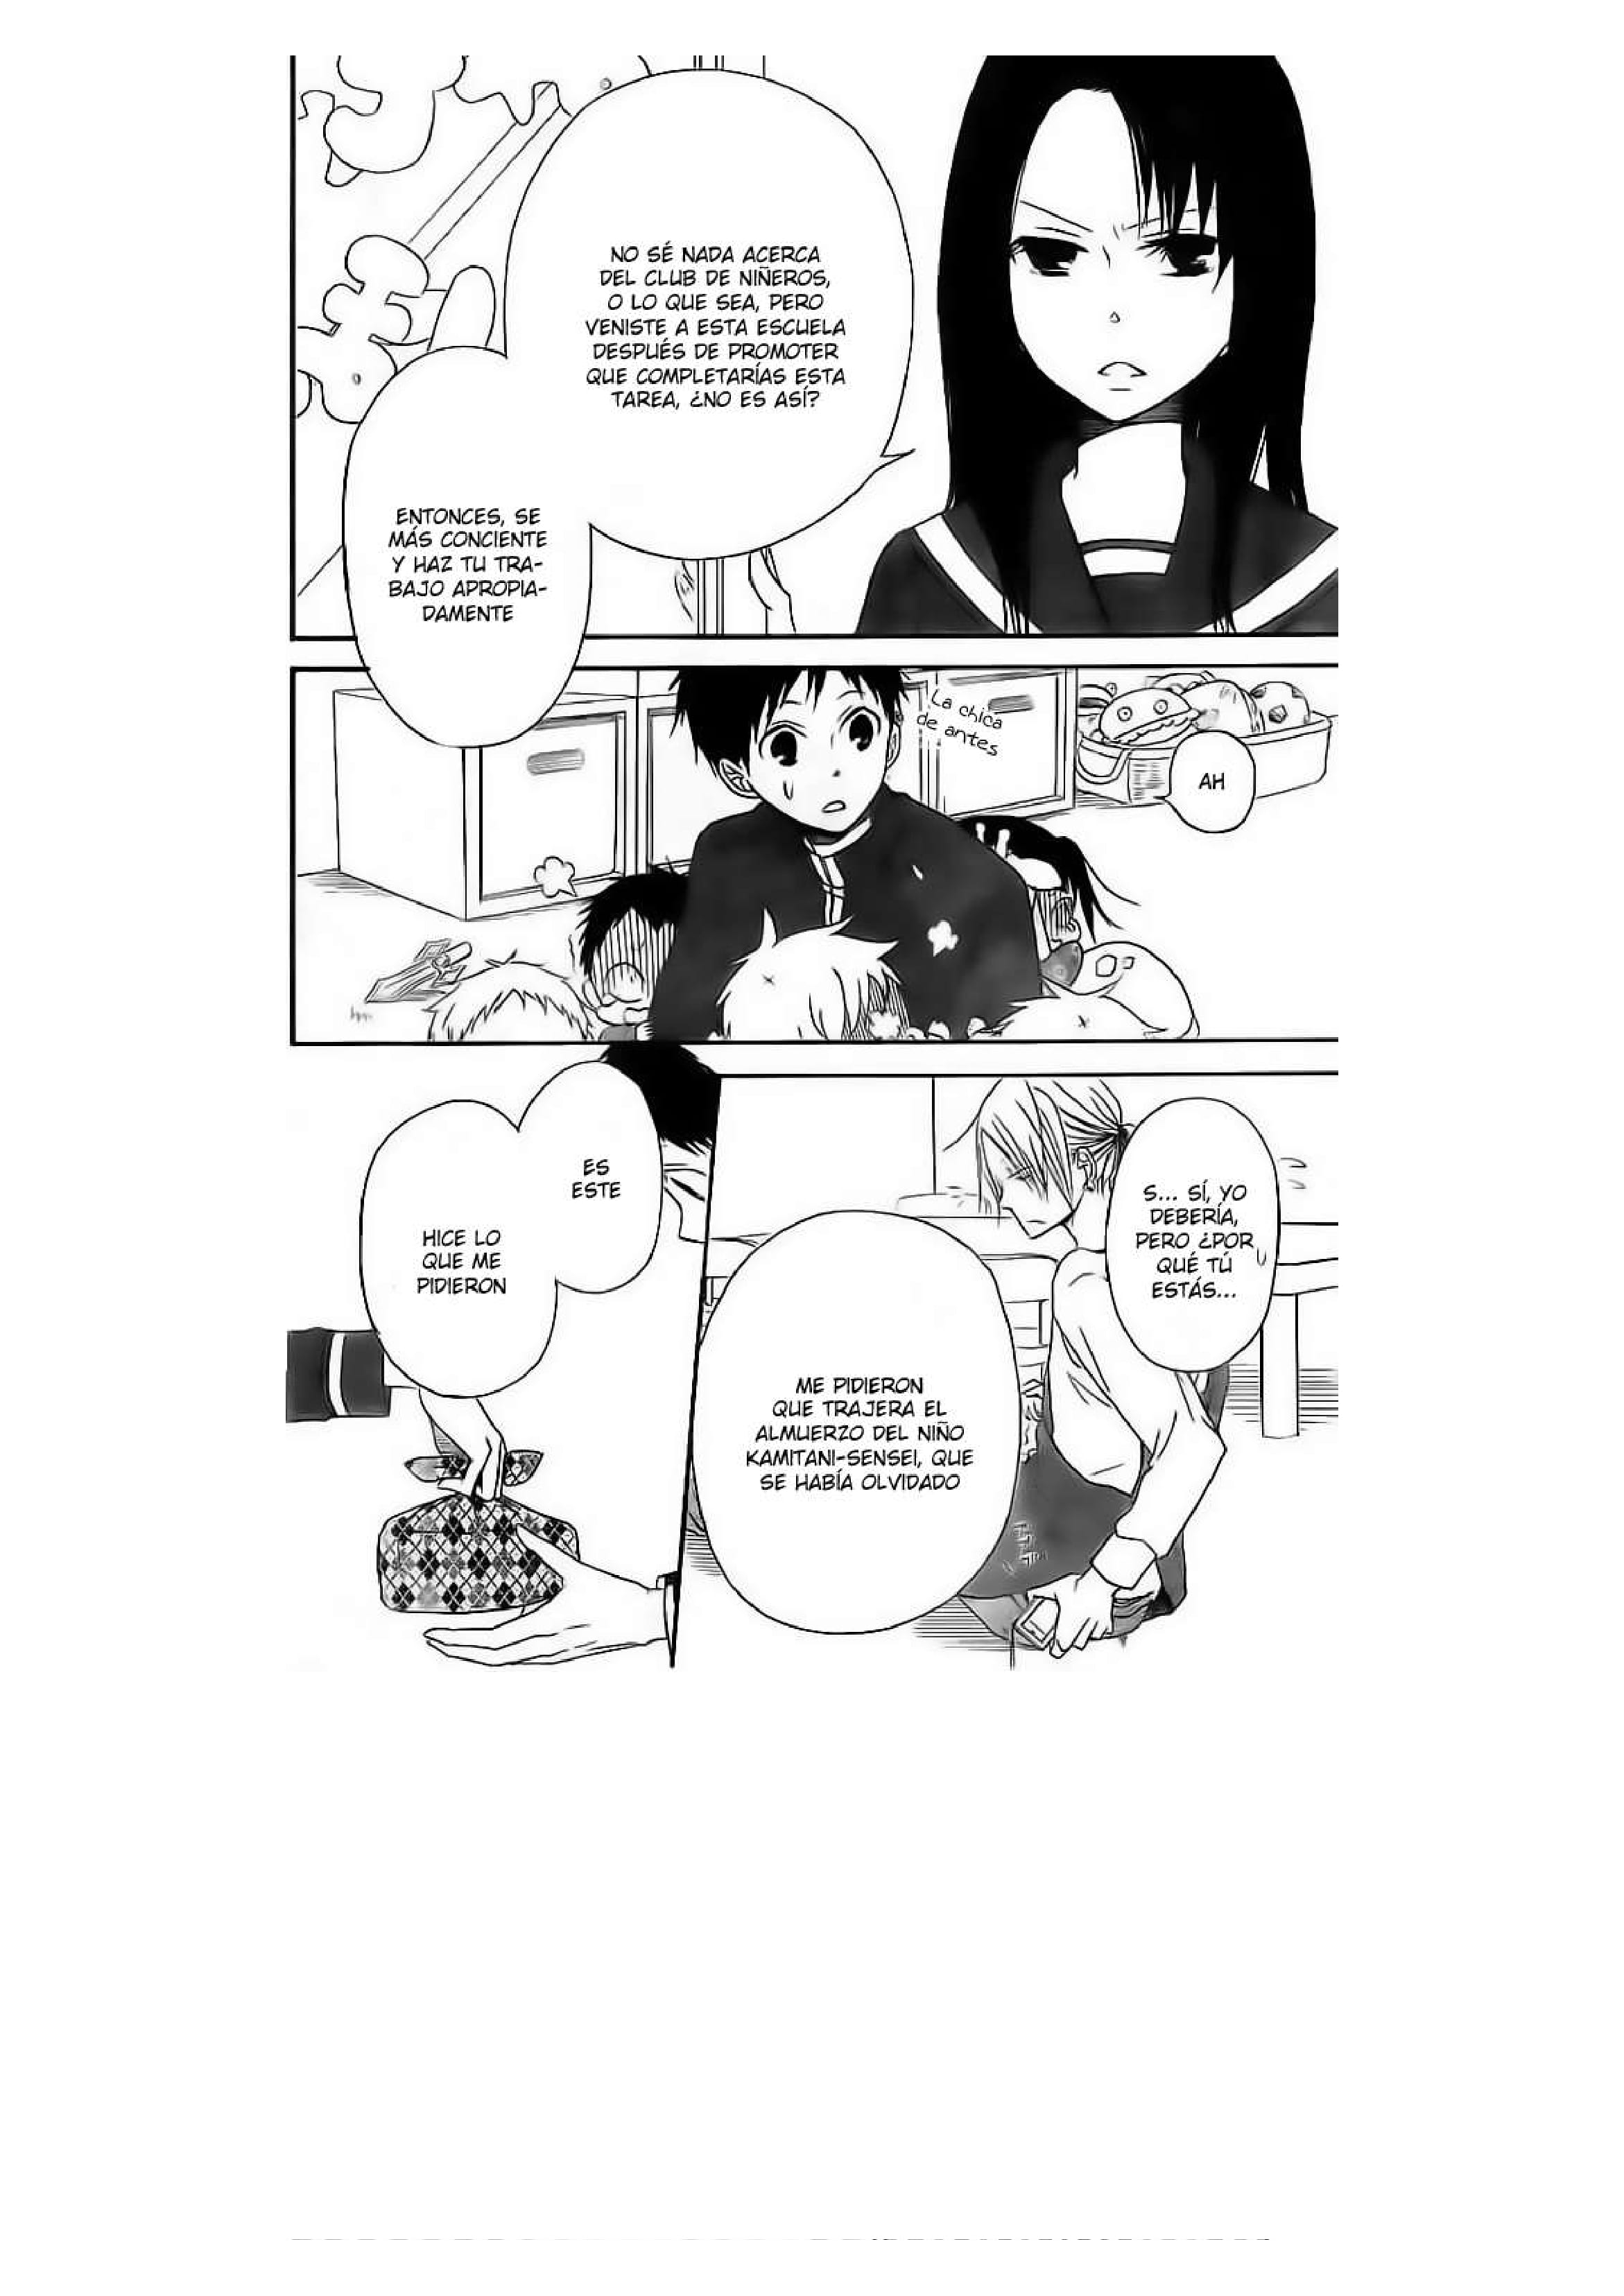 NO SÉ NADA ACERCA
DEL CLUB DE NIÑEROS,
O LO QUE SEA, PERO
VENISTE A ESTA ESCUELA
DESPUÉS DE PROMOTER
QUE COMPLETARÍAS ESTA
TAREA, ¿NO ES ASÍ?
ENTONCES, SE
MÁS CONCIENTE
Y HAZ TU TRA-
BAJO APROPIA-
DAMENTE
AH
La chica
de antes
S... SÍ, YO
DEBERÍA,
PERO ¿POR
QUÉ TÚ
ESTÁS...
ME PIDIERON
QUE TRAJERA EL
ALMUERZO DEL NIÑO
KAMITANI-SENSEI, QUE
SE HABÍA OLVIDADO
ES
ESTE
HICE LO
QUE ME
PIDIERON